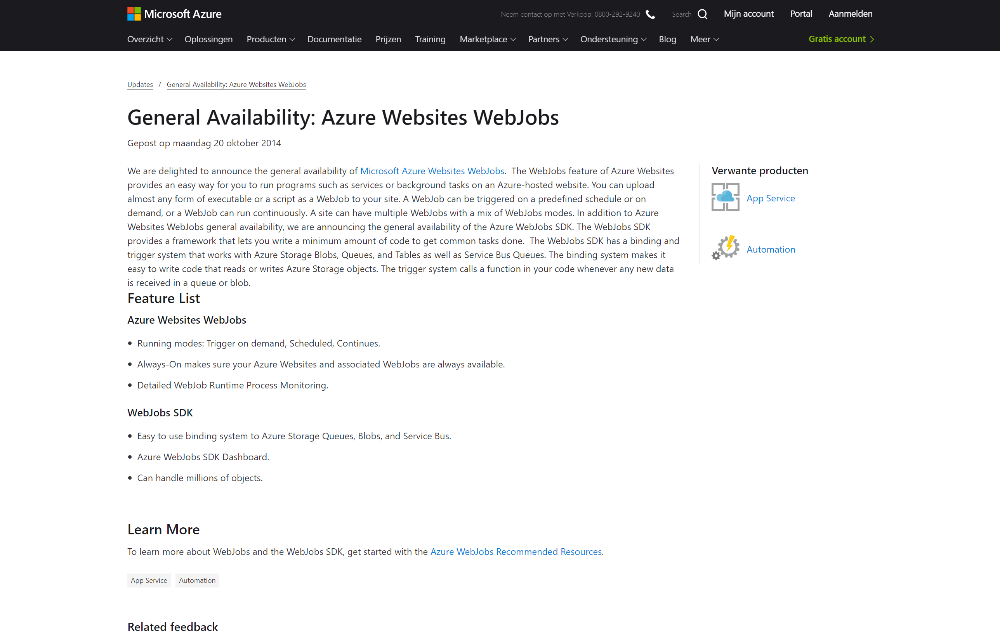 Microsoft Azure
Neem contact op met Verkoop: 0800-292-9240
Search
Mijn account
Portal
Aanmelden
Overzicht
Oplossingen
Producten
Documentatie
Prijzen
Training
Marketplace
Partners
Ondersteuning
Blog
Meer
Gratis account
Updates / General Availability: Azure Websites WebJobs
General Availability: Azure Websites WebJobs
Gepost op maandag 20 oktober 2014
We are delighted to announce the general availability of Microsoft Azure Websites WebJobs.  The WebJobs feature of Azure Websites
provides an easy way for you to run programs such as services or background tasks on an Azure-hosted website. You can upload
almost any form of executable or a script as a WebJob to your site. A WebJob can be triggered on a predefined schedule or on
demand, or a WebJob can run continuously. A site can have multiple WebJobs with a mix of WebJobs modes. In addition to Azure
Websites WebJobs general availability, we are announcing the general availability of the Azure WebJobs SDK. The WebJobs SDK
provides a framework that lets you write a minimum amount of code to get common tasks done.  The WebJobs SDK has a binding and
trigger system that works with Azure Storage Blobs, Queues, and Tables as well as Service Bus Queues. The binding system makes it
easy to write code that reads or writes Azure Storage objects. The trigger system calls a function in your code whenever any new data
is received in a queue or blob.
Verwante producten
App Service
Automation
Feature List
Azure Websites WebJobs
• Running modes: Trigger on demand, Scheduled, Continues.
• Always-On makes sure your Azure Websites and associated WebJobs are always available.
• Detailed WebJob Runtime Process Monitoring.
WebJobs SDK
• Easy to use binding system to Azure Storage Queues, Blobs, and Service Bus.
• Azure WebJobs SDK Dashboard.
• Can handle millions of objects.
Learn More
To learn more about WebJobs and the WebJobs SDK, get started with the Azure WebJobs Recommended Resources.
App Service
Automation
Related feedback